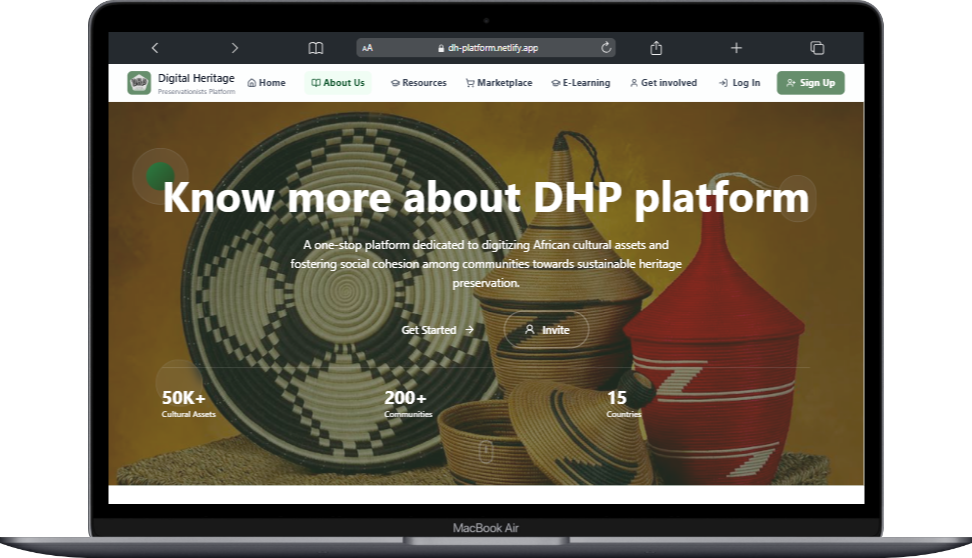 AA dh-platform.netlify.app
Digital Heritage
Preservationists Platform
Home About Us Resources Marketplace E-Learning Get involved Log In Sign Up
Know more about DHP platform
A one-stop platform dedicated to digitizing African cultural assets and
fostering social cohesion among communities towards sustainable heritage
preservation.
Get Started → Invite
50K+ 200+ 15
Cultural Assets Communities Countries
MacBook Air